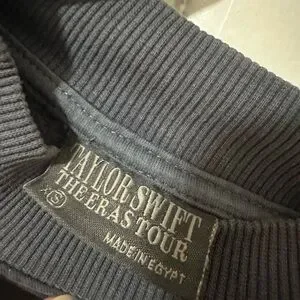 TAYLOR SWIFT
THE ERAS TOUR
S
MADE IN EGYPT